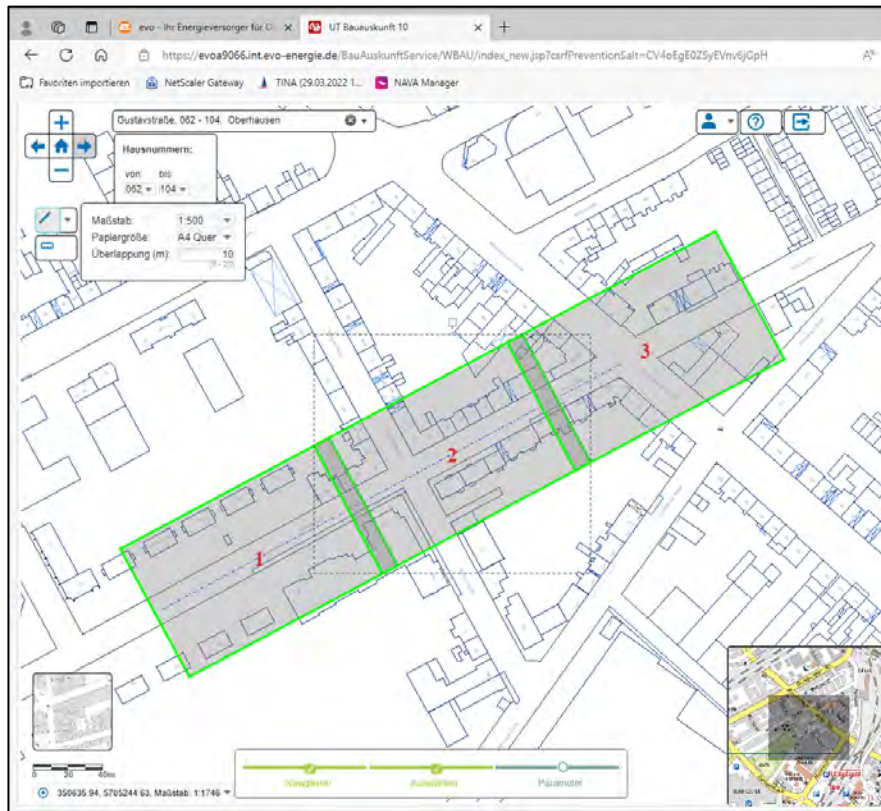 evo - Ihr Energieversorger für O
UT Bauauskunft 10
https://evoa9066.int.evo-energie.de/BauAuskunftService/WBAU/index_new.jsp?csrfPreventionSalt=CV4oEgE0ZSyEVnv6jGpH
Favoriten importieren
NetScaler Gateway
TINA (29.03.2022 1...
NAVA Manager
Gustavstraße, 062 - 104, Oberhausen
Hausnummern:
von bis
062 104
Maßstab: 1:500
Papiergröße: A4 Quer
Überlappung (m): 10
3
2
1
0 20 40m
Navigieren
Auswählen
Parameter
350635.94, 5705244.63, Maßstab: 1:1746